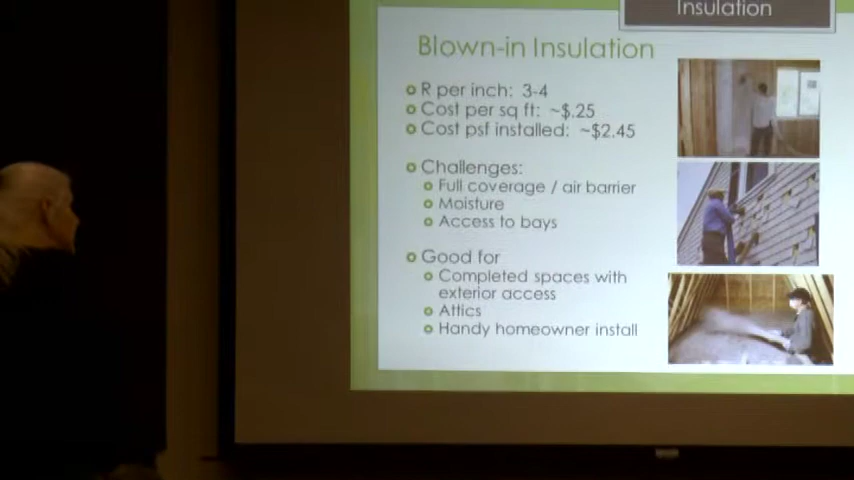 Insulation
Blown-in Insulation
R per inch: 3-4
Cost per sq ft: ~$.25
Cost psf installed: ~$2.45
Challenges:
Full coverage / air barrier
Moisture
Access to bays
Good for
Completed spaces with
exterior access
Attics
Handy homeowner install